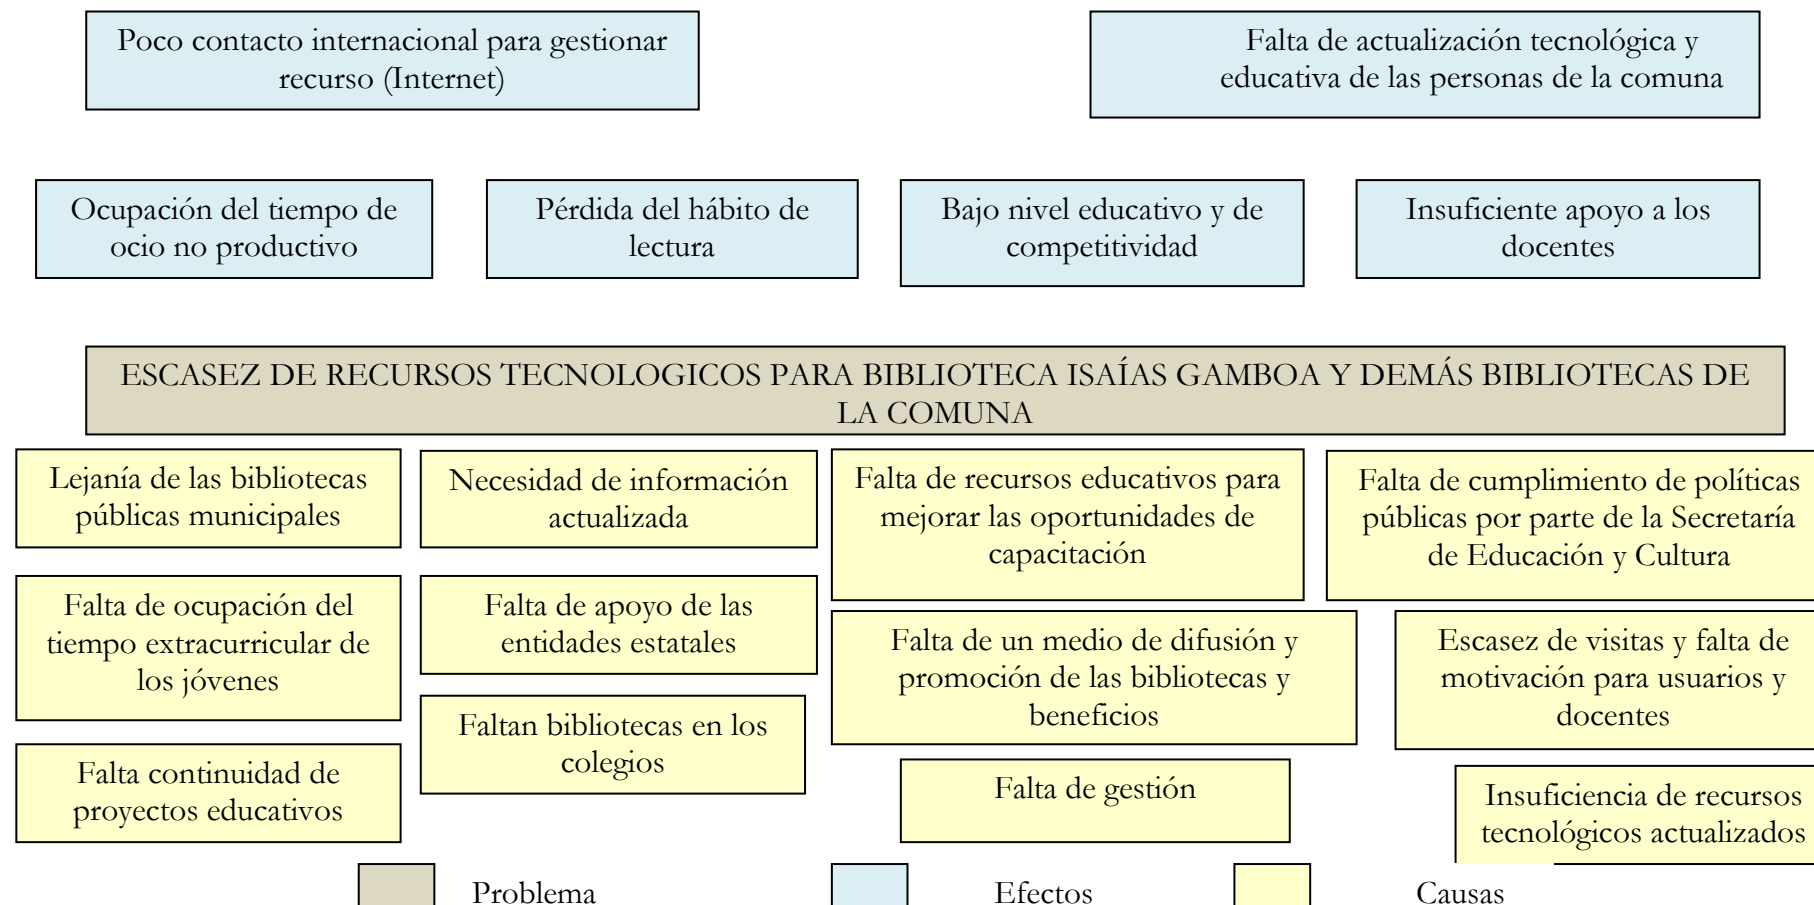 Poco contacto internacional para gestionar
recurso (Internet)
Falta de actualización tecnológica y
educativa de las personas de la comuna
Ocupación del tiempo de
ocio no productivo
Pérdida del hábito de
lectura
Bajo nivel educativo y de
competitividad
Insuficiente apoyo a los
docentes
ESCASEZ DE RECURSOS TECNOLOGICOS PARA BIBLIOTECA ISAÍAS GAMBOA Y DEMÁS BIBLIOTECAS DE
LA COMUNA
Lejanía de las bibliotecas
públicas municipales
Necesidad de información
actualizada
Falta de recursos educativos para
mejorar las oportunidades de
capacitación
Falta de cumplimiento de políticas
públicas por parte de la Secretaría
de Educación y Cultura
Falta de ocupación del
tiempo extracurricular de
los jóvenes
Falta de apoyo de las
entidades estatales
Falta de un medio de difusión y
promoción de las bibliotecas y
beneficios
Escasez de visitas y falta de
motivación para usuarios y
docentes
Faltan bibliotecas en los
colegios
Falta continuidad de
proyectos educativos
Falta de gestión
Insuficiencia de recursos
tecnológicos actualizados
Problema
Efectos
Causas